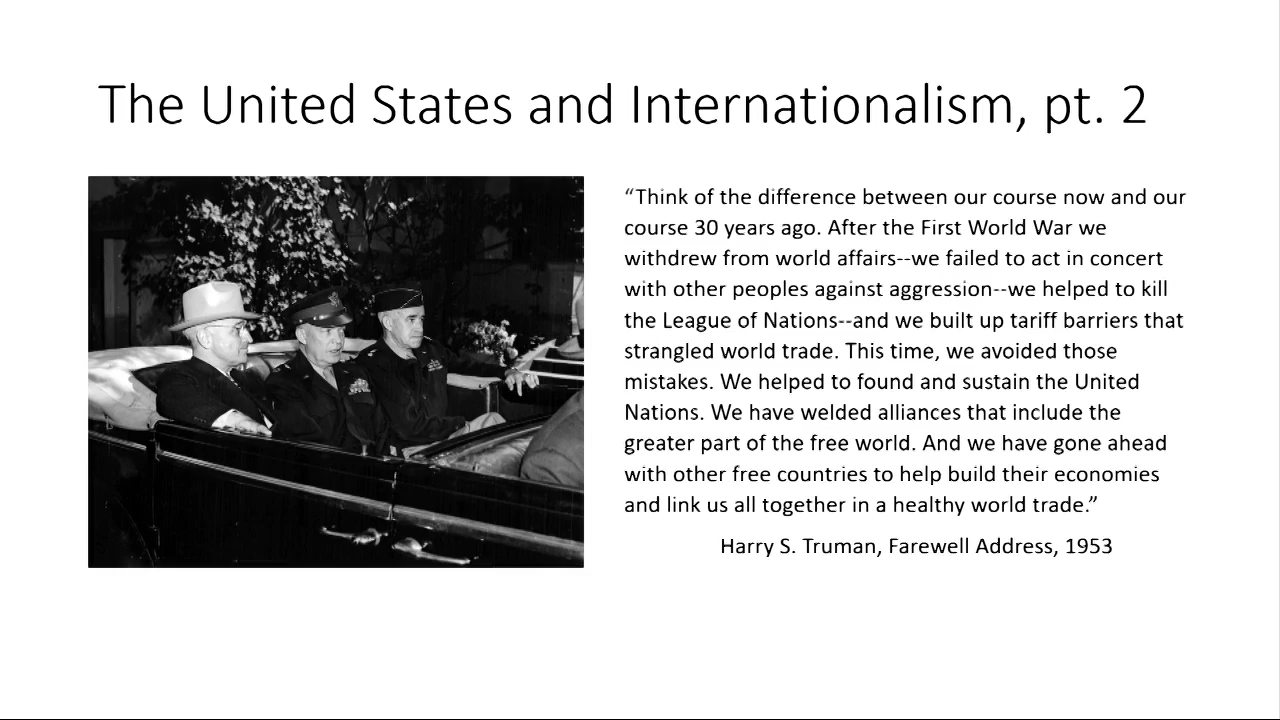 The United States and Internationalism, pt. 2
“Think of the difference between our course now and our
course 30 years ago. After the First World War we
withdrew from world affairs--we failed to act in concert
with other peoples against aggression--we helped to kill
the League of Nations--and we built up tariff barriers that
strangled world trade. This time, we avoided those
mistakes. We helped to found and sustain the United
Nations. We have welded alliances that include the
greater part of the free world. And we have gone ahead
with other free countries to help build their economies
and link us all together in a healthy world trade.”
Harry S. Truman, Farewell Address, 1953